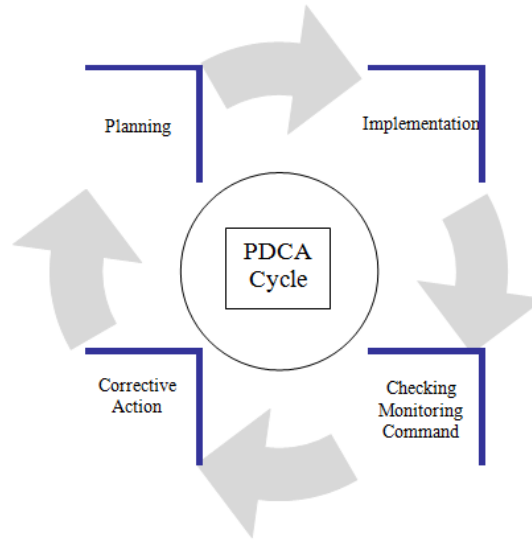 Planning
Implementation
PDCA
Cycle
Corrective
Action
Checking
Monitoring
Command